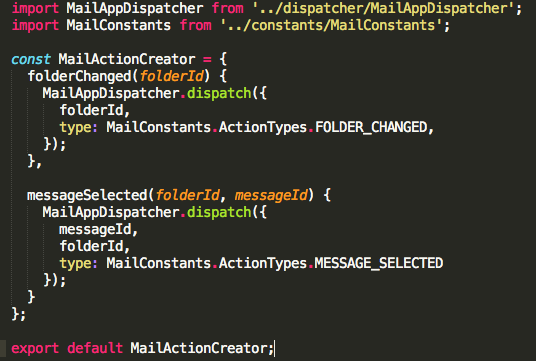 import MailAppDispatcher from '../dispatcher/MailAppDispatcher';
import MailConstants from '../constants/MailConstants';

const MailActionCreator = {
  folderChanged(folderId) {
    MailAppDispatcher.dispatch({
      folderId,
      type: MailConstants.ActionTypes.FOLDER_CHANGED,
    });
  },

  messageSelected(folderId, messageId) {
    MailAppDispatcher.dispatch({
      messageId,
      folderId,
      type: MailConstants.ActionTypes.MESSAGE_SELECTED
    });
  }
};

export default MailActionCreator;